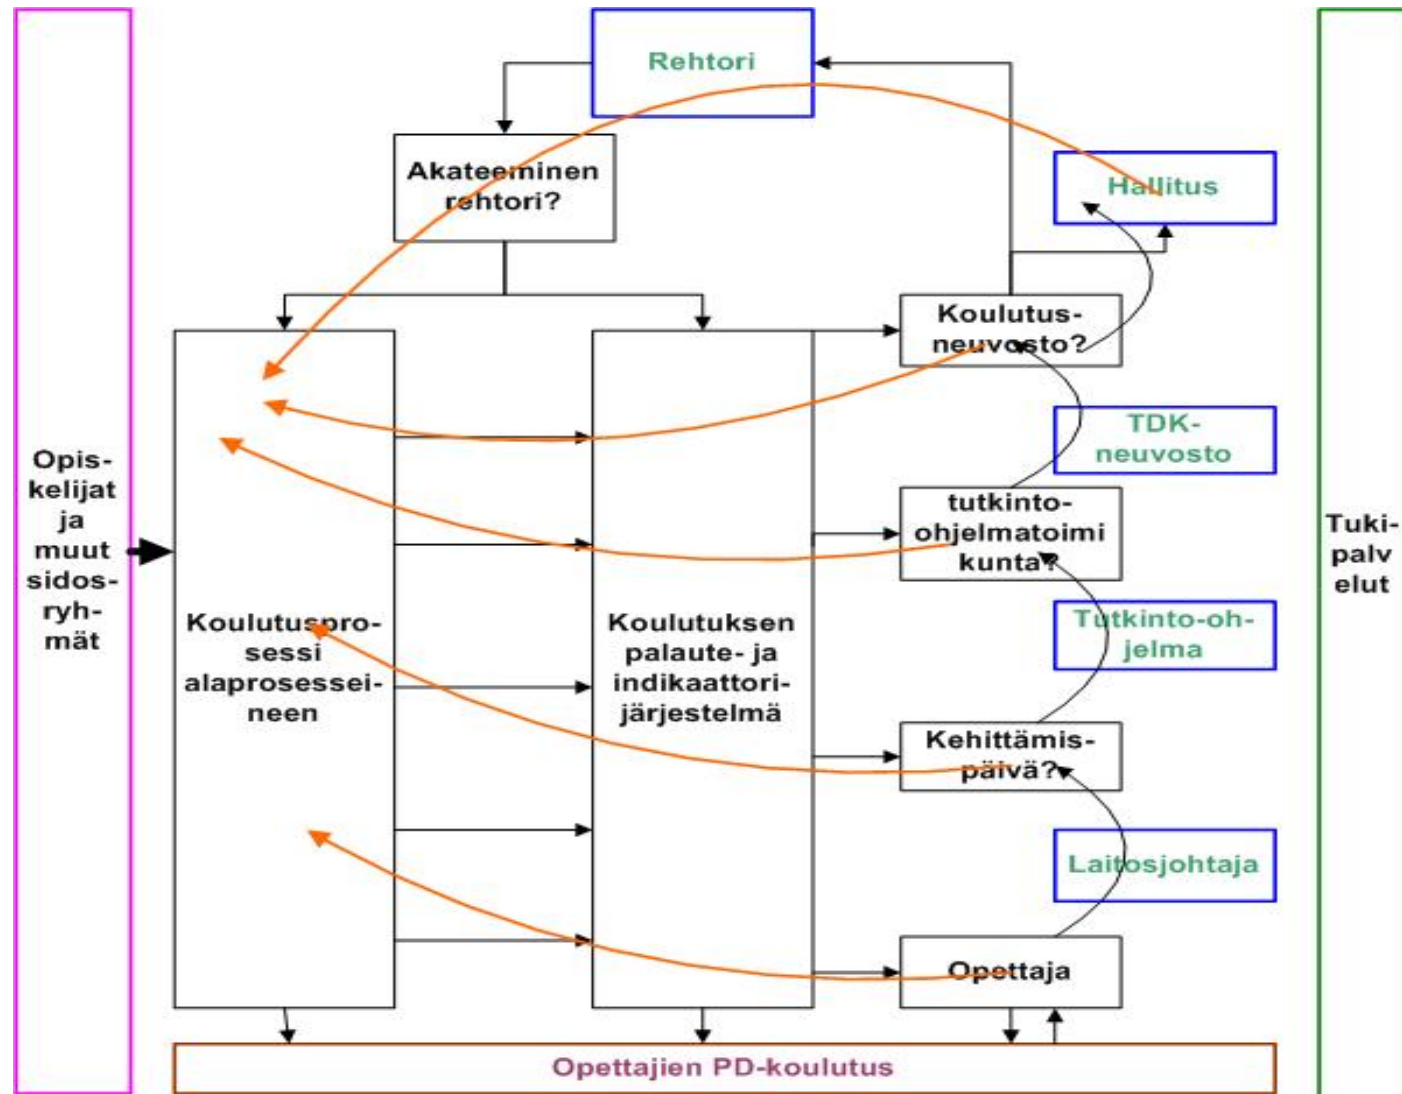 Rehtori
Akateeminen
rehtori?
Hallitus
Koulutus-
neuvosto?
TDK-
neuvosto
Opis-
kelijat
ja
muut
sidos-
ryh-
mät
tutkinto-
ohjelmatoimi
kunta?
Tuki-
palv
elut
Koulutuspro-
sessi
alaprosessei-
neen
Koulutuksen
palaute- ja
indikaattori-
järjestelmä
Tutkinto-oh-
jelma
Kehittämis-
päivä?
Laitosjohtaja
Opettaja
Opettajien PD-koulutus